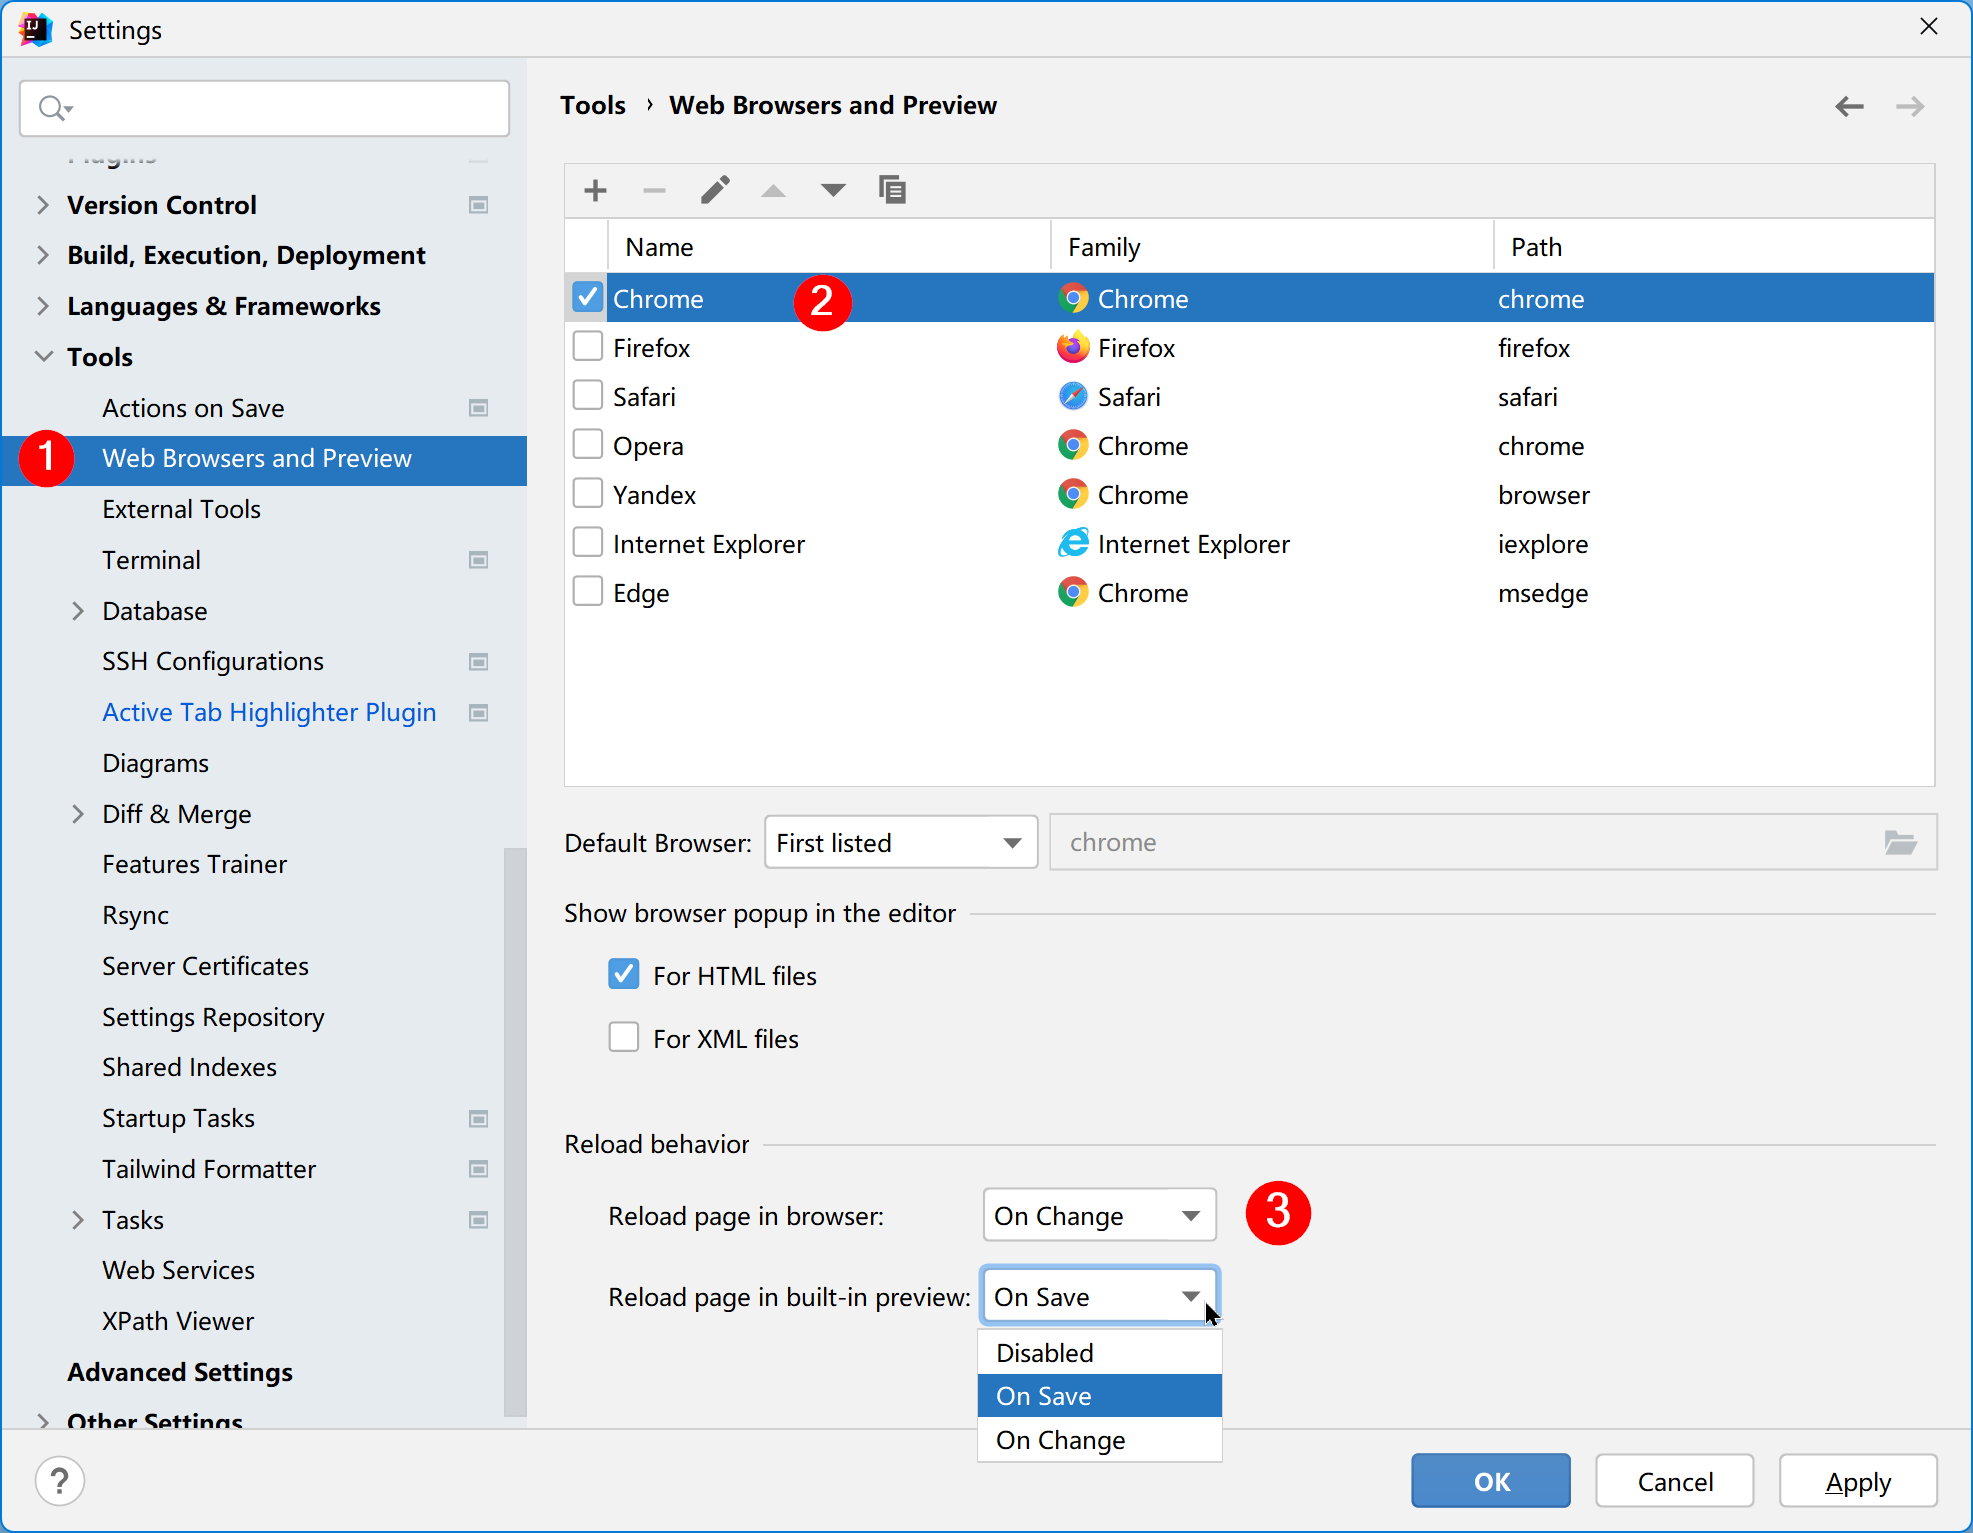 IJ
Settings
Plugins
Version Control
Build, Execution, Deployment
Languages & Frameworks
Tools
Actions on Save
1
Web Browsers and Preview
External Tools
Terminal
Database
SSH Configurations
Active Tab Highlighter Plugin
Diagrams
Diff & Merge
Features Trainer
Rsync
Server Certificates
Settings Repository
Shared Indexes
Startup Tasks
Tailwind Formatter
Tasks
Web Services
XPath Viewer
Advanced Settings
Other Settings
?
Tools › Web Browsers and Preview
Name Family Path
Chrome 2 Chrome chrome
Firefox Firefox firefox
Safari Safari safari
Opera Chrome chrome
Yandex Chrome browser
Internet Explorer Internet Explorer iexplore
Edge Chrome msedge
Default Browser: First listed chrome
Show browser popup in the editor
For HTML files
For XML files
Reload behavior
Reload page in browser: On Change 3
Reload page in built-in preview: On Save
Disabled
On Save
On Change
OK Cancel Apply